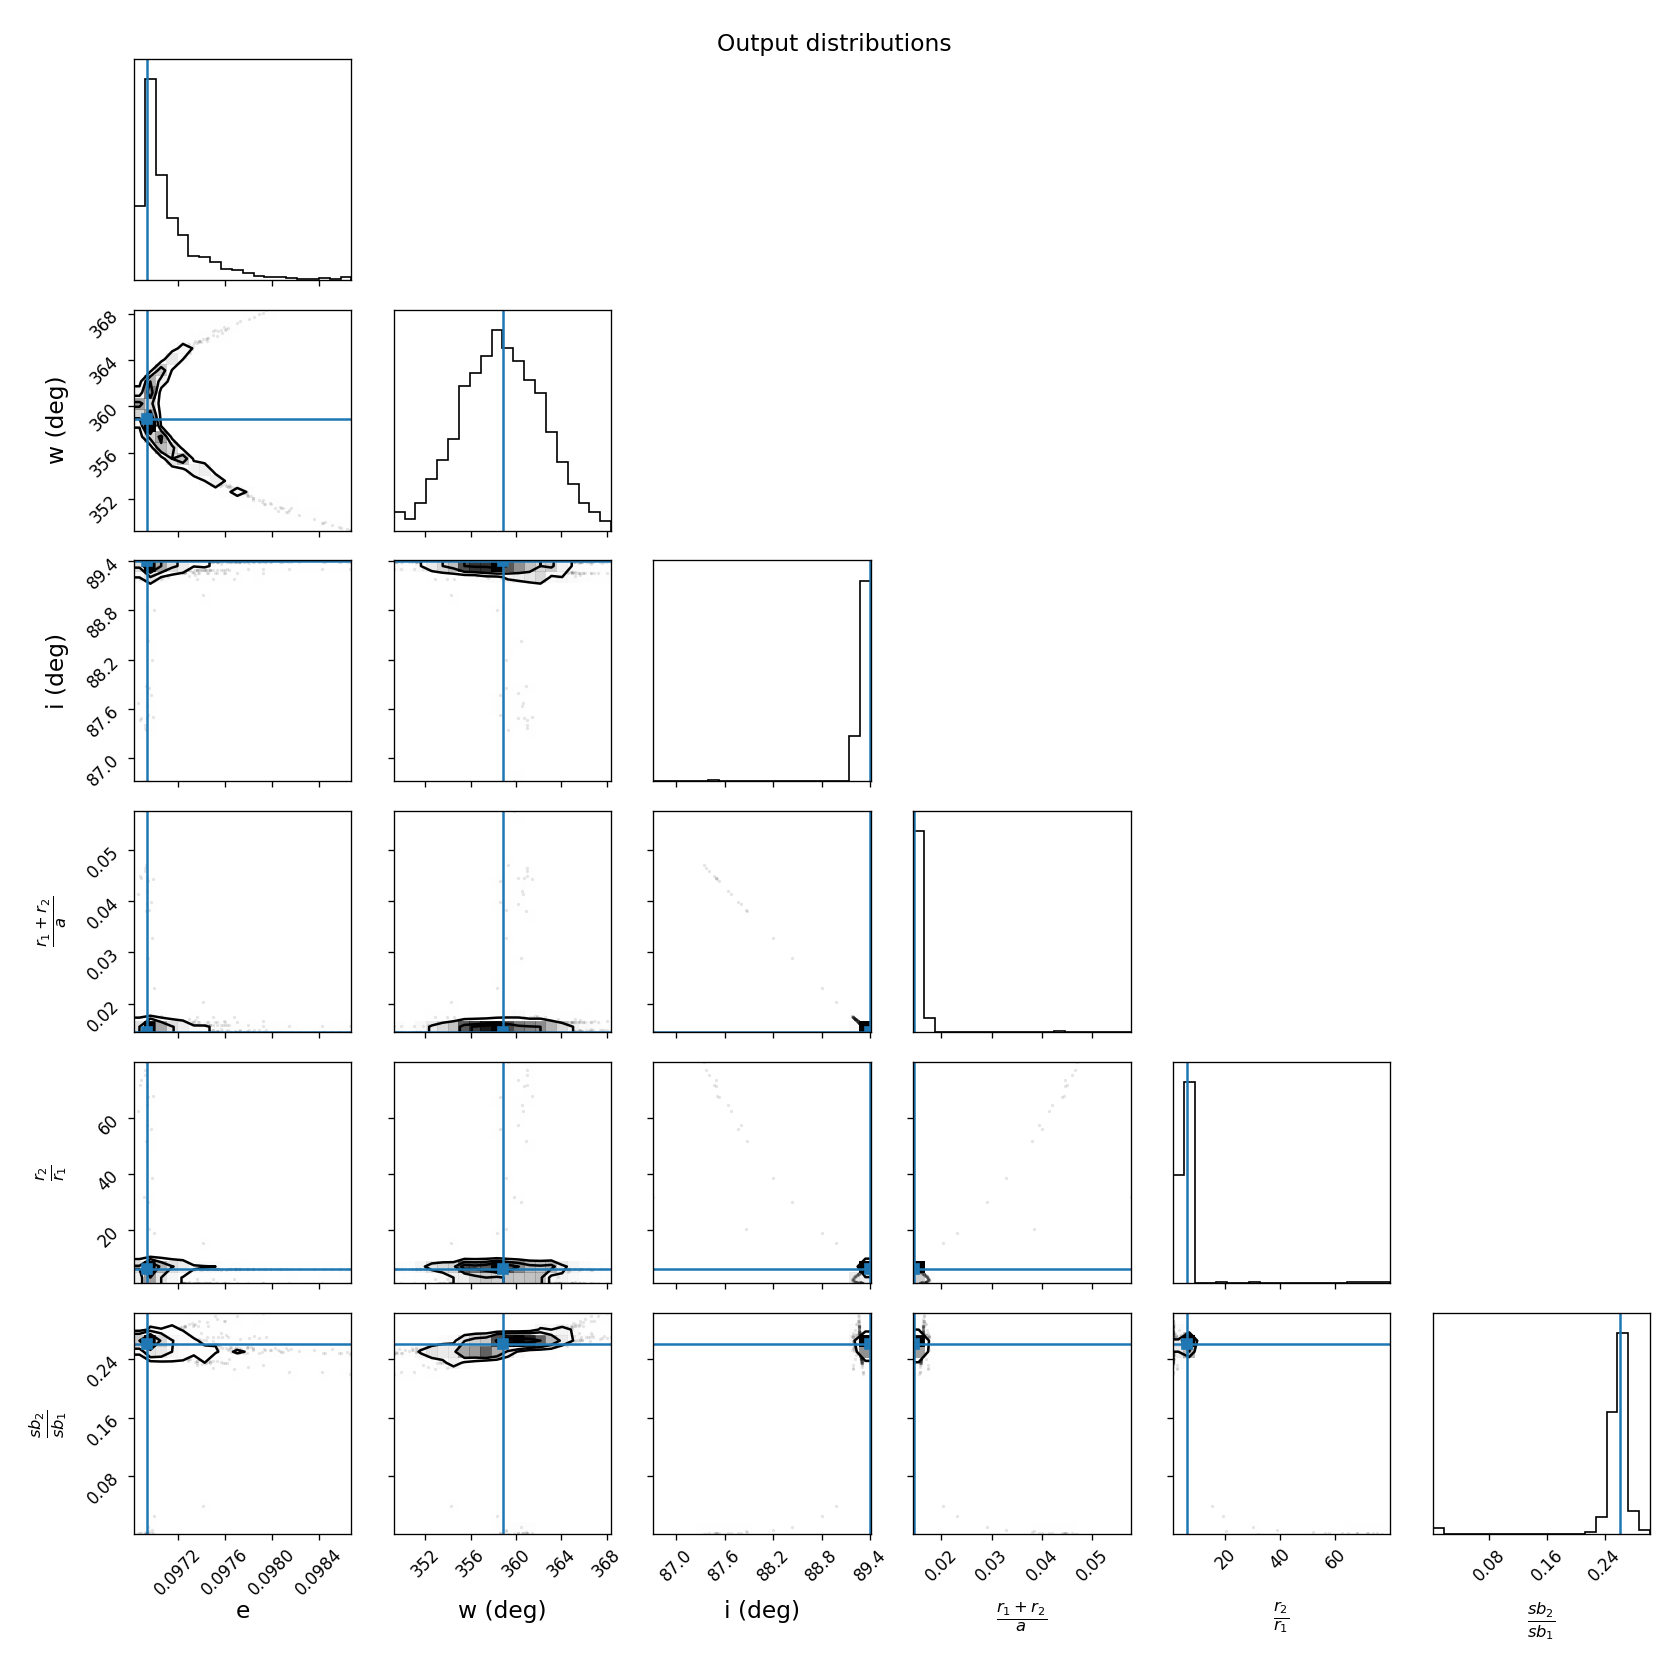 Output distributions
368
364
360
356
352
w (deg)
89.4
88.8
88.2
87.6
87.0
i (deg)
0.05
0.04
0.03
0.02
r₁ + r₂
a
60
40
20
r₂
r₁
0.24
0.16
0.08
sb₂
sb₁
0.0972 0.0976 0.0980 0.0984
352 356 360 364 368
87.0 87.6 88.2 88.8 89.4
0.02 0.03 0.04 0.05
20 40 60
0.08 0.16 0.24
e
w (deg)
i (deg)
r₁ + r₂
a
r₂
r₁
sb₂
sb₁